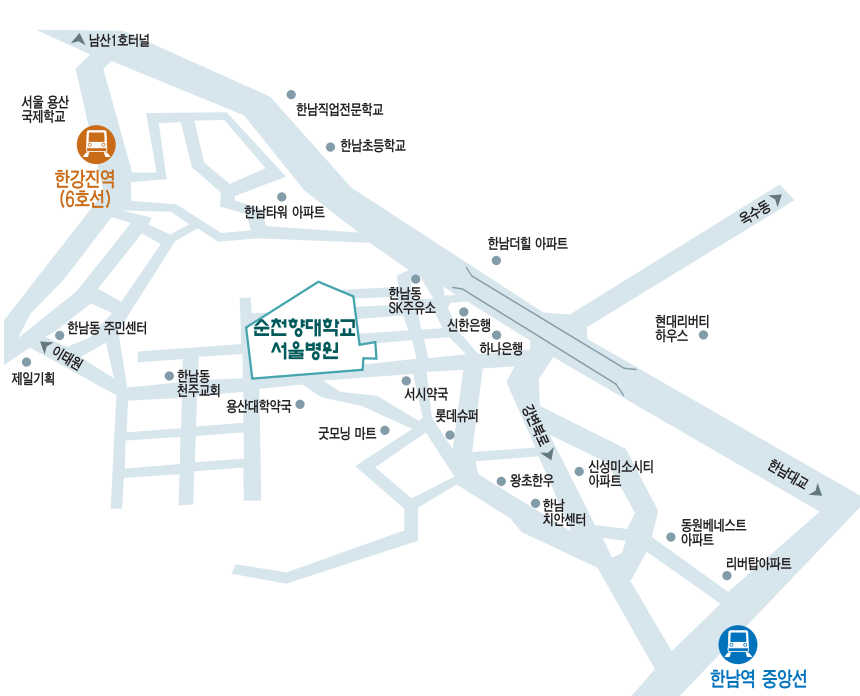 남산1호터널
서울 용산
국제학교
한남직업전문학교
한남초등학교
한강진역
(6호선)
한남타워 아파트
옥수동
한남더힐 아파트
한남동
SK주유소
신한은행
하나은행
현대리버티
하우스
순천향대학교
서울병원
한남동 주민센터
이태원
제일기획
한남동
천주교회
용산대학약국
서시약국
롯데슈퍼
굿모닝 마트
강변북로
신성미소시티
아파트
한남대교
왕초한우
한남
치안센터
동원베네스트
아파트
리버탑아파트
한남역 중앙선